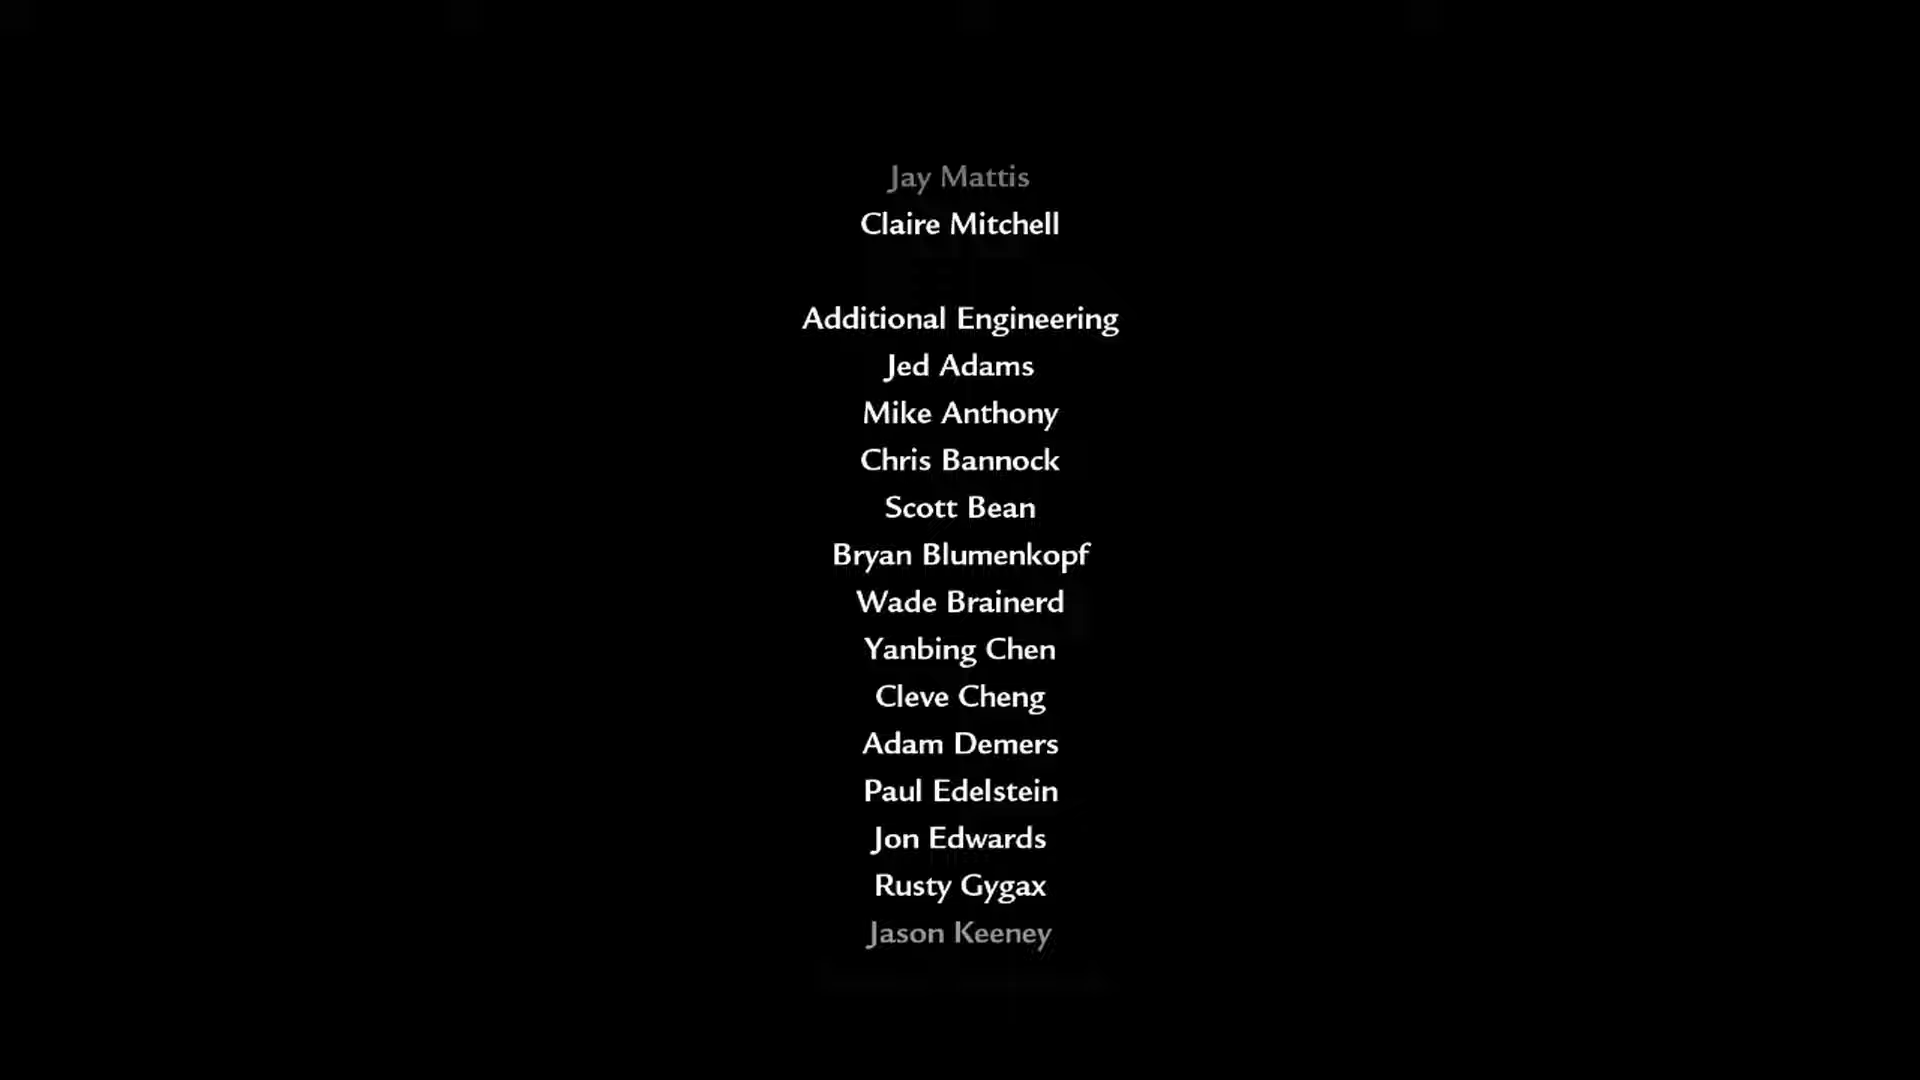 Jay Mattis
Claire Mitchell
Additional Engineering
Jed Adams
Mike Anthony
Chris Bannock
Scott Bean
Bryan Blumenkopf
Wade Brainerd
Yanbing Chen
Cleve Cheng
Adam Demers
Paul Edelstein
Jon Edwards
Rusty Gygax
Jason Keeney